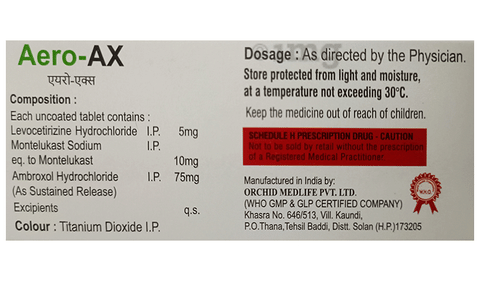 Aero-AX
एयरो-एक्स
Composition :
Each uncoated tablet contains :
Levocetirizine Hydrochloride I.P. 5mg
Montelukast Sodium I.P.
eq. to Montelukast 10mg
Ambroxol Hydrochloride I.P. 75mg
(As Sustained Release)
Excipients q.s.
Colour : Titanium Dioxide I.P.
Dosage : As directed by the Physician.
Store protected from light and moisture,
at a temperature not exceeding 30°C.
Keep the medicine out of reach of children.
SCHEDULE H PRESCRIPTION DRUG - CAUTION
Not to be sold by retail without the prescription
of a Registered Medical Practitioner.
Manufactured in India by:
ORCHID MEDLIFE PVT. LTD.
(WHO GMP & GLP CERTIFIED COMPANY)
Khasra No. 646/513, Vill. Kaundi,
P.O.Thana,Tehsil Baddi, Distt. Solan (H.P.)173205